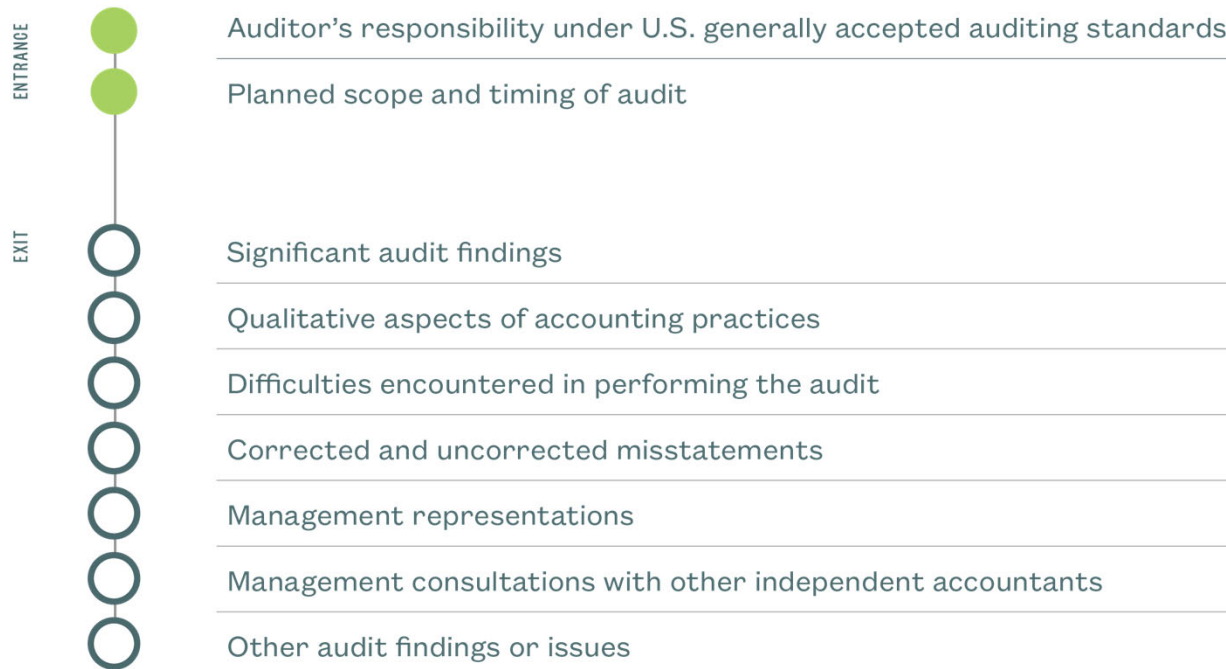 ENTRANCE
Auditor’s responsibility under U.S. generally accepted auditing standards
Planned scope and timing of audit
EXIT
Significant audit findings
Qualitative aspects of accounting practices
Difficulties encountered in performing the audit
Corrected and uncorrected misstatements
Management representations
Management consultations with other independent accountants
Other audit findings or issues